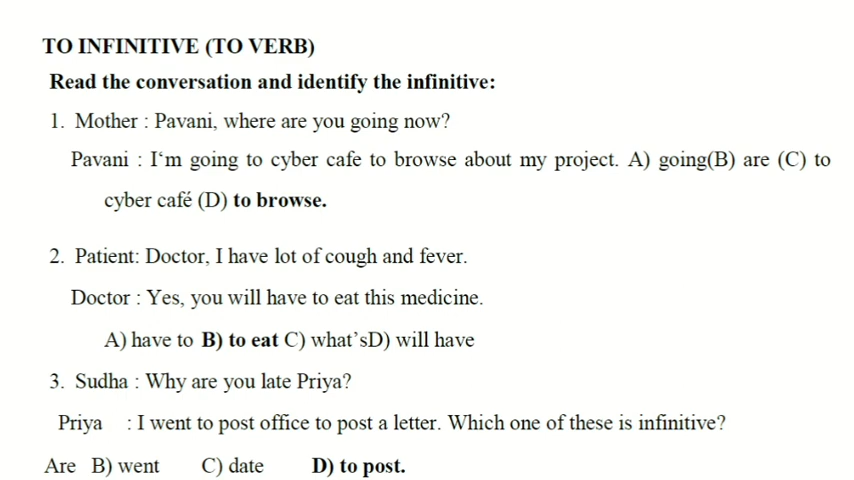 TO INFINITIVE (TO VERB)
Read the conversation and identify the infinitive:
1. Mother : Pavani, where are you going now?
Pavani : I‘m going to cyber cafe to browse about my project. A) going(B) are (C) to
cyber café (D) to browse.
2. Patient: Doctor, I have lot of cough and fever.
Doctor : Yes, you will have to eat this medicine.
A) have to B) to eat C) what’sD) will have
3. Sudha : Why are you late Priya?
Priya : I went to post office to post a letter. Which one of these is infinitive?
Are B) went C) date D) to post.